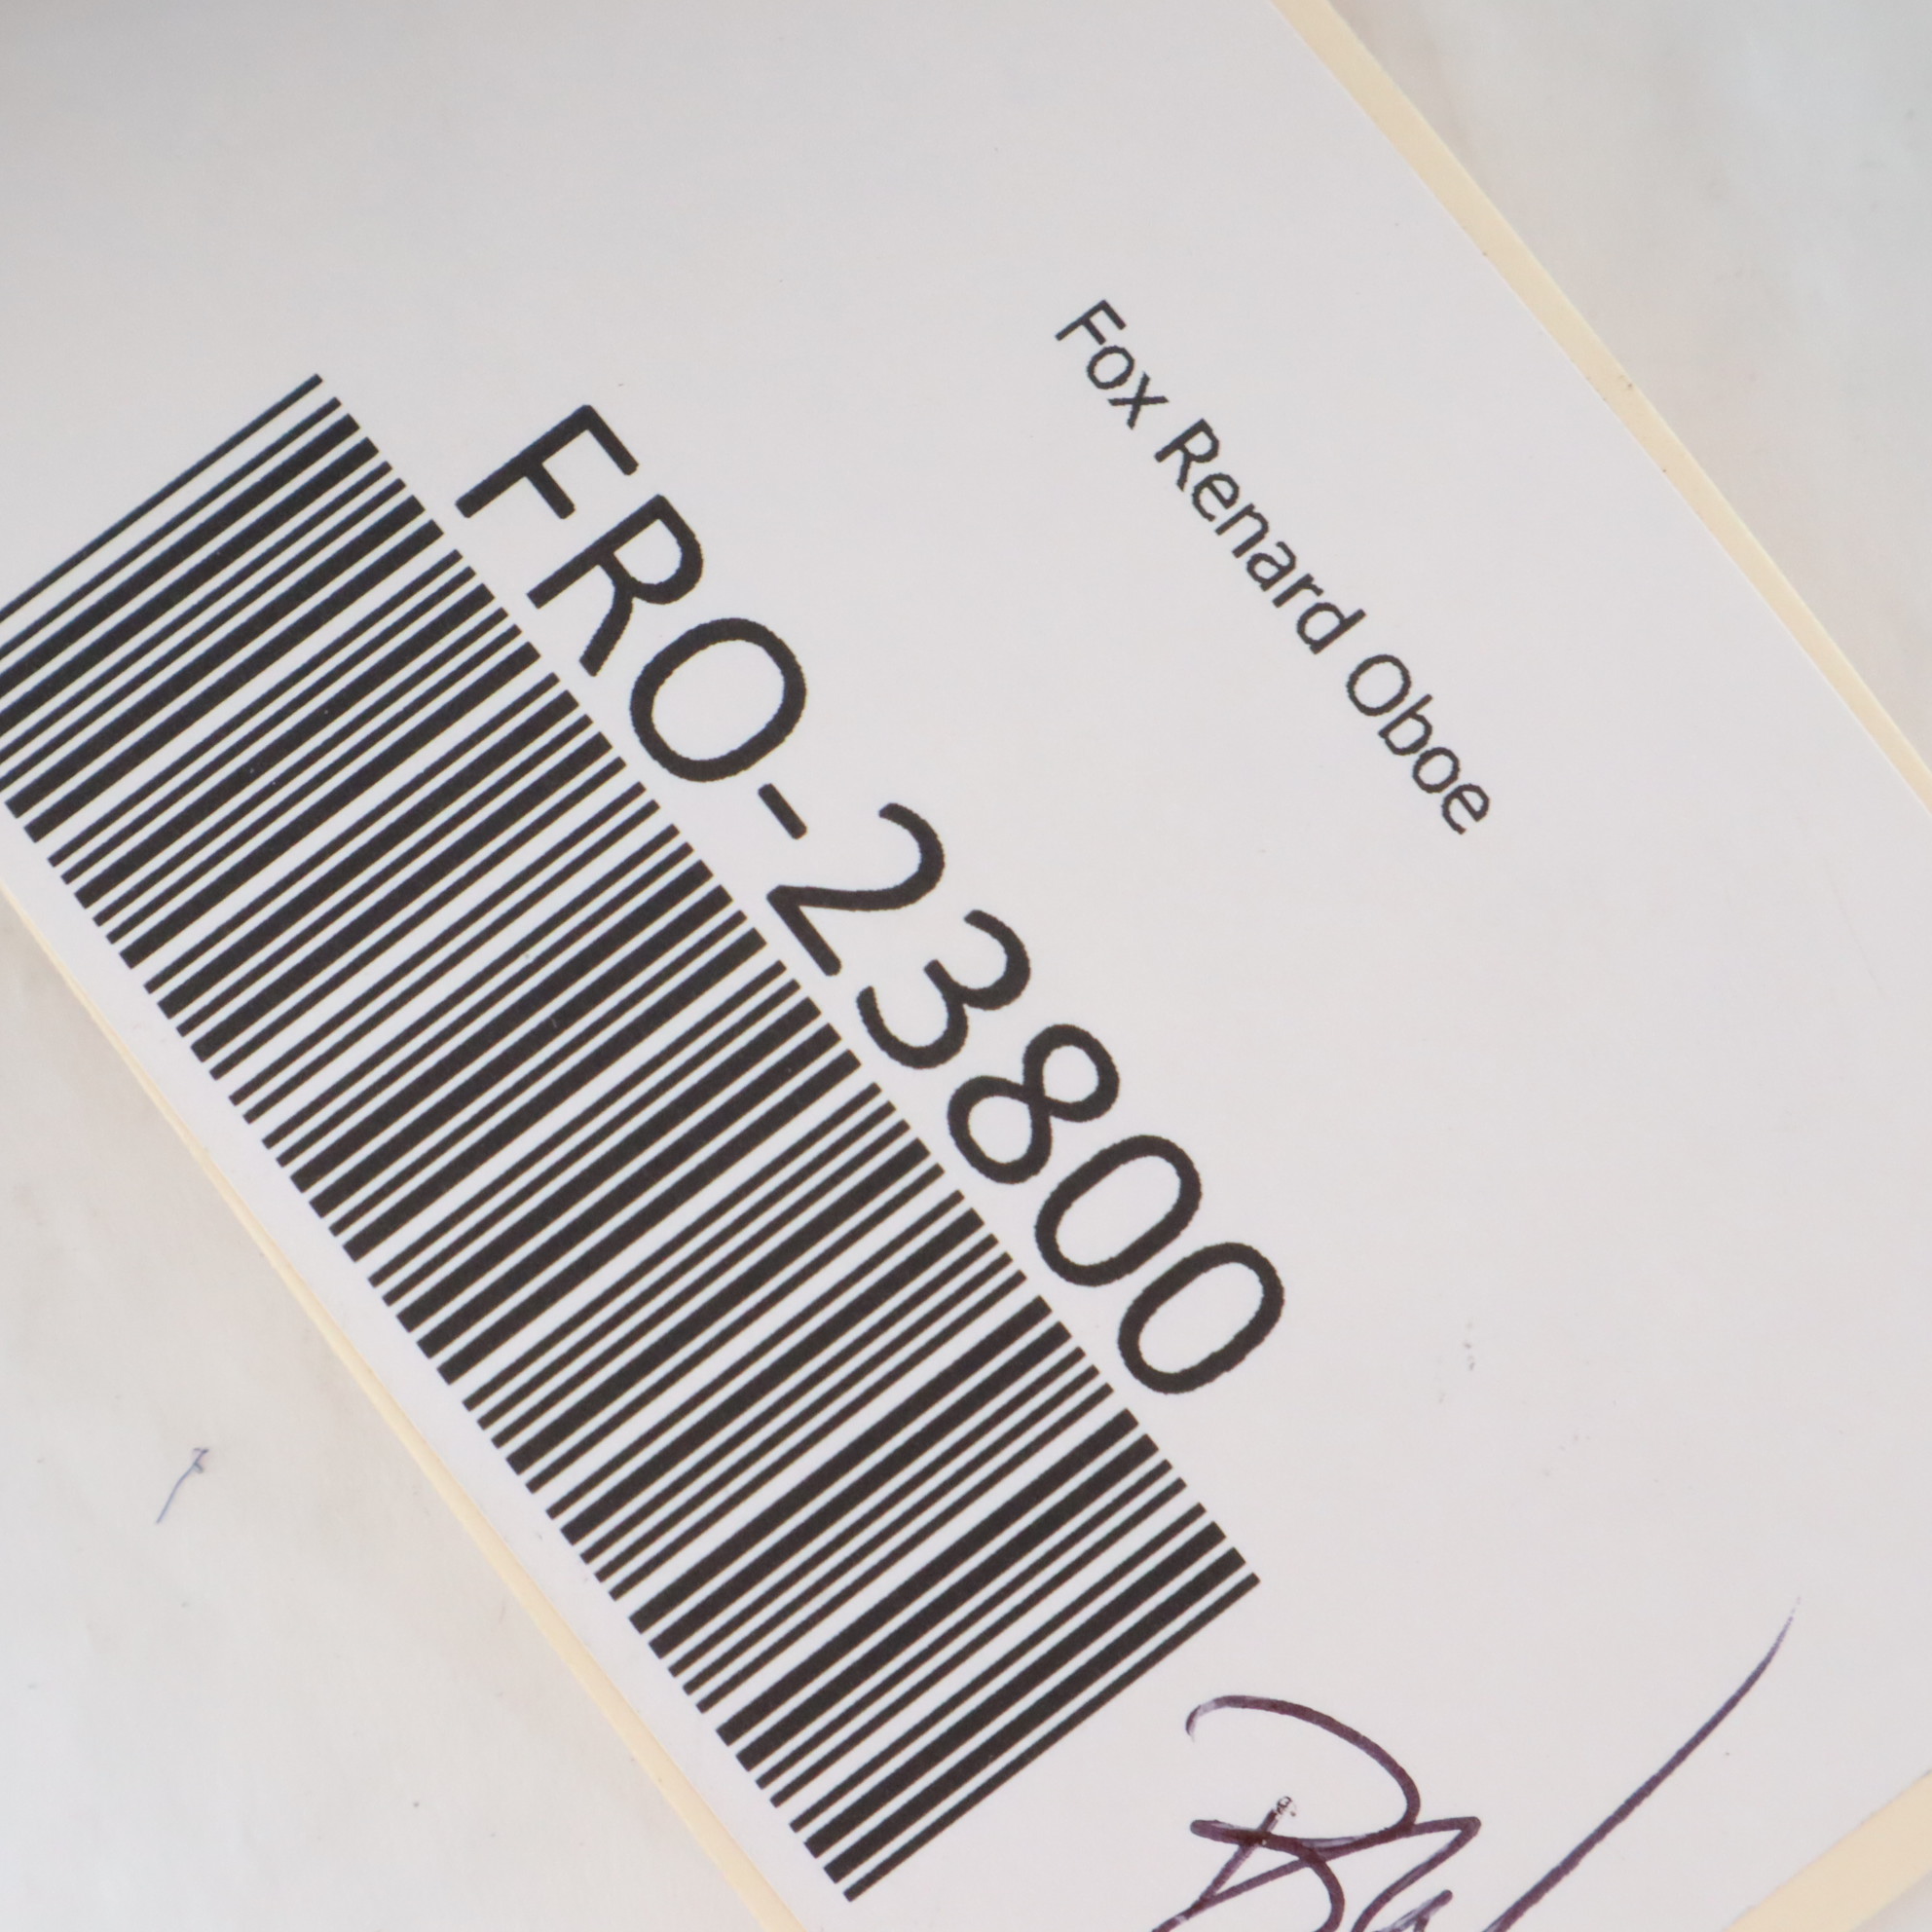 Fox Renard Oboe
FRO-23800